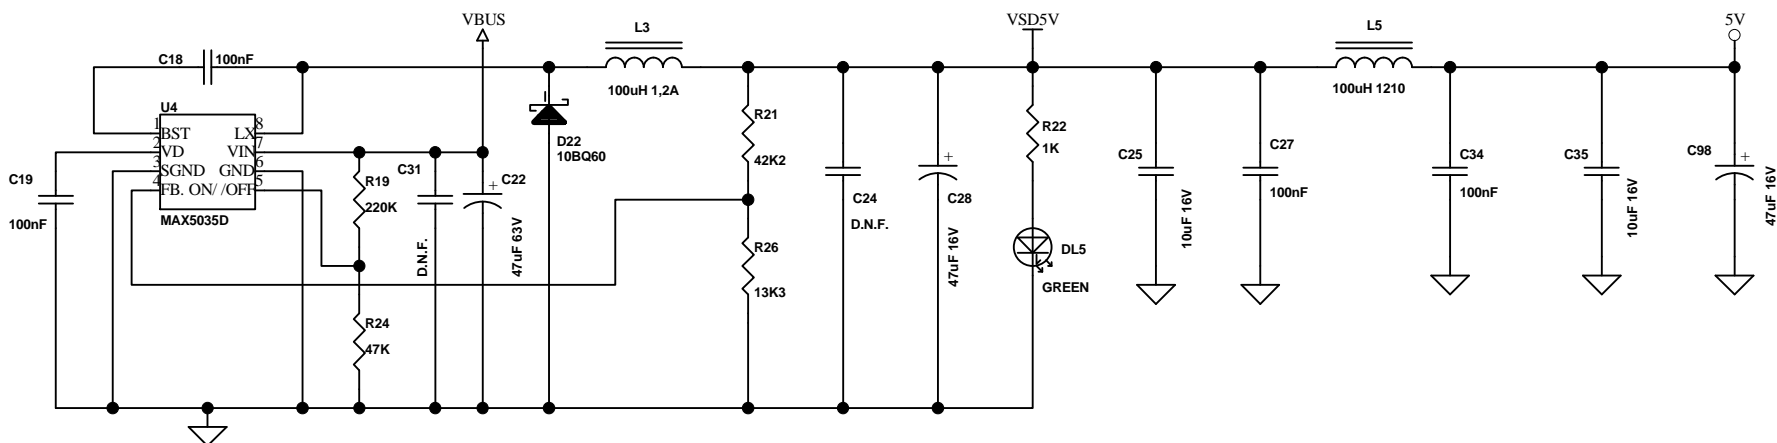 VBUS
VSD5V
5V
L3
L5
C18
100nF
100uH 1,2A
100uH 1210
U4
1
BST
LX
8
2
VD
VIN
7
3
SGND
GND
6
4
FB.
ON/ /OFF
5
MAX5035D
C19
100nF
R19
220K
C31
D.N.F.
C22
+
47uF 63V
D22
10BQ60
R21
42K2
R26
13K3
R24
47K
C24
D.N.F.
C28
+
47uF 16V
R22
1K
DL5
GREEN
C25
10uF 16V
C27
100nF
C34
100nF
C35
10uF 16V
C98
+
47uF 16V